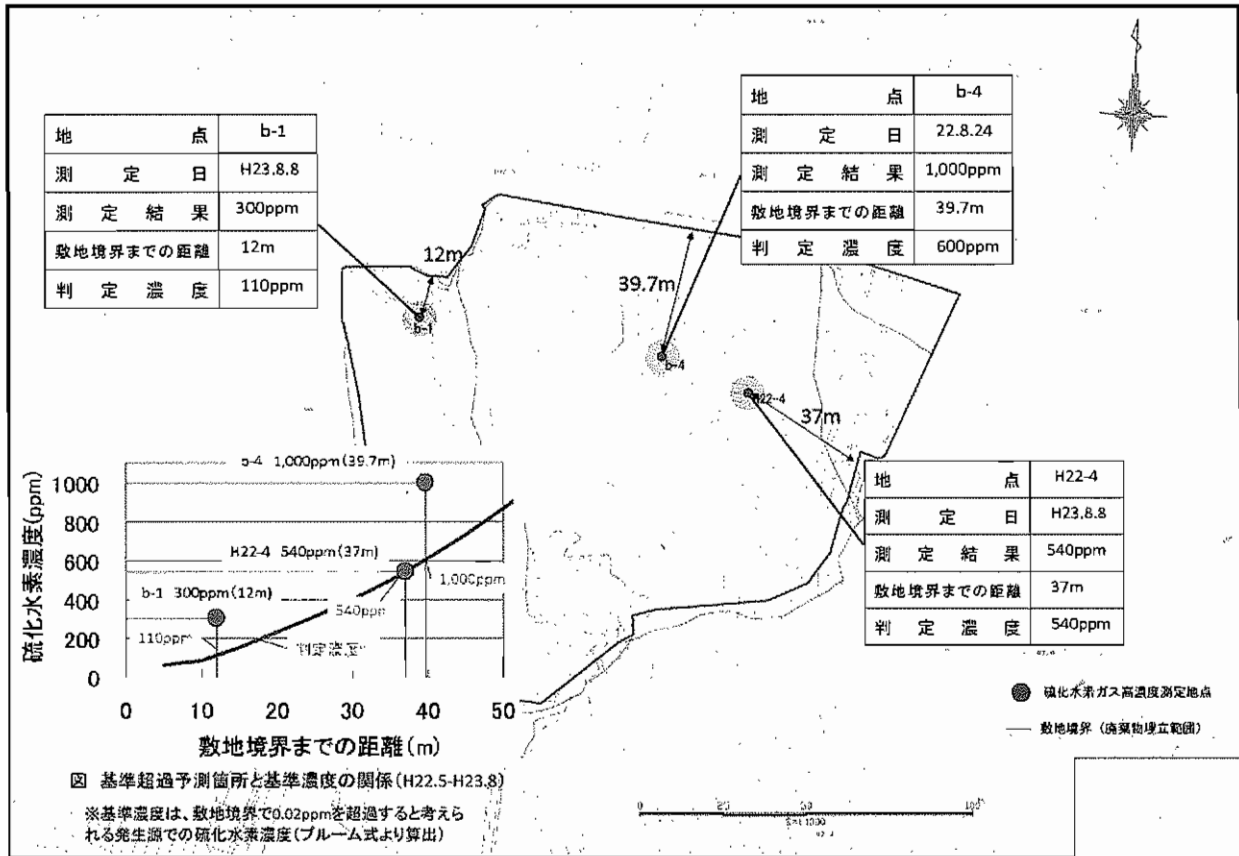 地点 b-1
測定日 H23.8.8
測定結果 300ppm
敷地境界までの距離 12m
判定濃度 110ppm
地点 b-4
測定日 22.8.24
測定結果 1,000ppm
敷地境界までの距離 39.7m
判定濃度 600ppm
12m
39.7m
b-1
b-4
H22-4
37m
地点 H22-4
測定日 H23.8.8
測定結果 540ppm
敷地境界までの距離 37m
判定濃度 540ppm
硫化水素濃度(ppm)
1000
800
600
400
200
0
b-4 1,000ppm(39.7m)
H22-4 540ppm(37m)
1,000ppm
b-1 300ppm(12m)
540ppm
110ppm
判定濃度
0 10 20 30 40 50
敷地境界までの距離(m)
図 基準超過予測箇所と基準濃度の関係(H22.5-H23.8)
※基準濃度は、敷地境界で0.02ppmを超過すると考えら
れる発生源での硫化水素濃度(プルーム式より算出)
硫化水素ガス高濃度測定地点
敷地境界(廃棄物埋立範囲)
S=1:1000